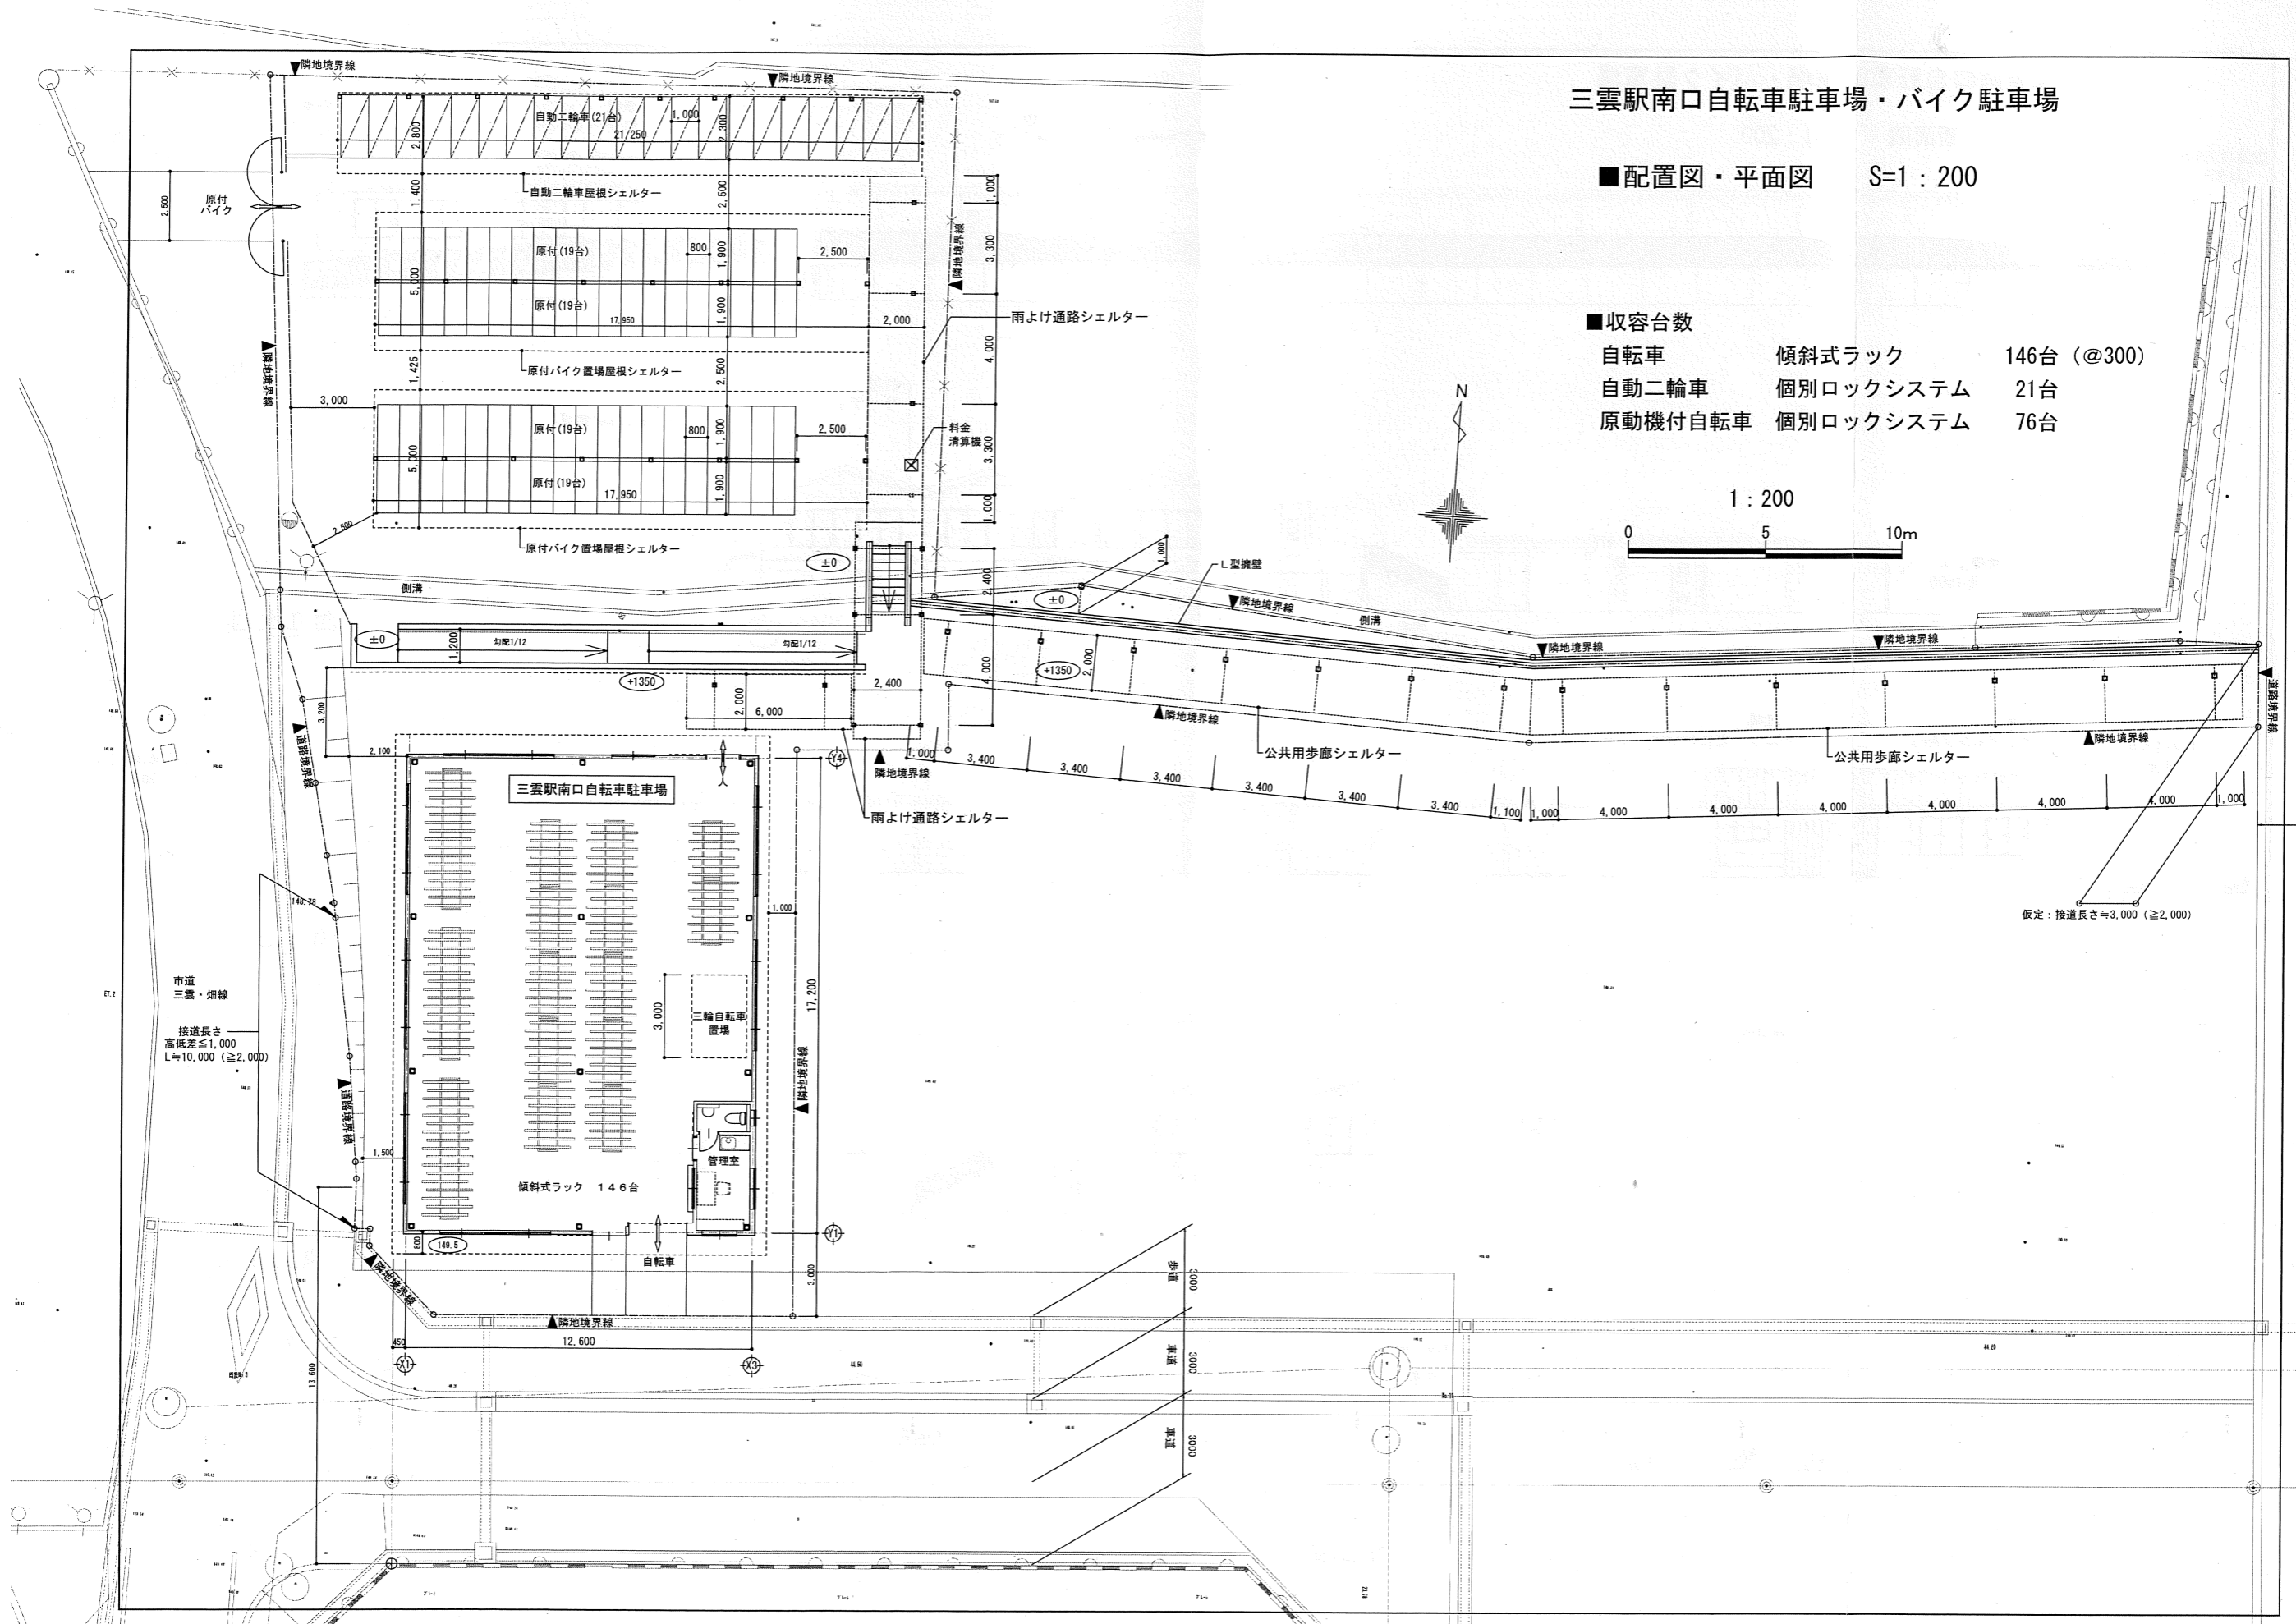 三雲駅南口自転車駐車場・バイク駐車場
■配置図・平面図 S=1：200
■収容台数
自転車 傾斜式ラック 146台（@300）
自動二輪車 個別ロックシステム 21台
原動機付自転車 個別ロックシステム 76台
N
1：200
0 5 10m
▼隣地境界線
▼隣地境界線
自動二輪車(21台)
1,000
21/250
2,800
2,300
自動二輪車屋根シェルター
1,400
2,500
1,000
原付
バイク
2,500
▼隣地境界線
3,300
原付(19台)
800
1,900
2,500
5,000
原付(19台)
1,900
17,950
2,000
雨よけ通路シェルター
4,000
▼隣地境界線
原付バイク置場屋根シェルター
1,425
2,500
3,000
原付(19台)
800
1,900
2,500
料金
清算機
3,300
5,000
原付(19台)
1,900
17,950
1,000
2,500
原付バイク置場屋根シェルター
±0
側溝
2,400
1,000
L型擁壁
±0
▼隣地境界線
側溝
▼隣地境界線
▼隣地境界線
±0
1,200
勾配1/12
勾配1/12
+1350
2,000
6,000
2,400
4,000
+1350
2,000
▲隣地境界線
道路境界線
3,200
▲道路境界線
2,100
1,000
▲隣地境界線
公共用歩廊シェルター
公共用歩廊シェルター
▲隣地境界線
3,400
3,400
3,400
3,400
3,400
3,400
1,100
1,000
4,000
4,000
4,000
4,000
4,000
4,000
1,000
Y4
人
三雲駅南口自転車駐車場
雨よけ通路シェルター
148.78
1,000
仮定：接道長さ≒3,000（≧2,000）
市道
三雲・畑線
接道長さ
高低差≦1,000
L≒10,000（≧2,000）
3,000
三輪自転車
置場
17,200
▲隣地境界線
▲道路境界線
1,500
管理室
傾斜式ラック １４６台
800
149.5
自転車
Y1
3,000
▲隣地境界線
▲隣地境界線
450
12,600
X1
X3
13,600
歩道
3000
車道
3000
車道
3000